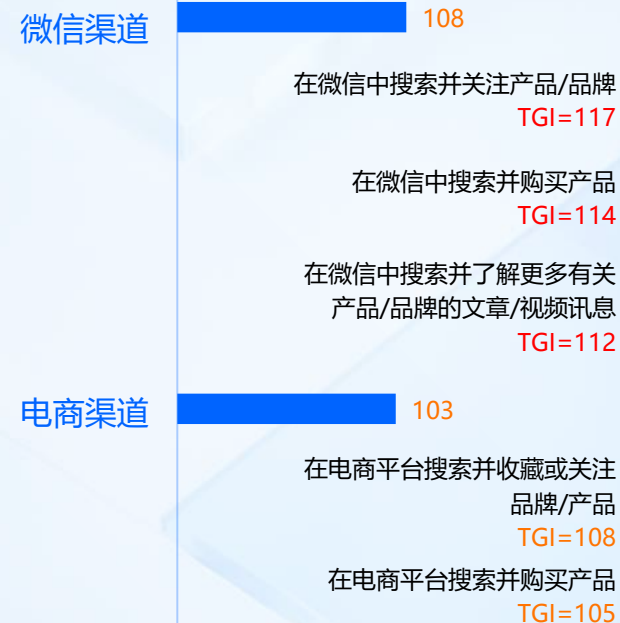 微信渠道
108
在微信中搜索并关注产品/品牌
TGI=117
在微信中搜索并购买产品
TGI=114
在微信中搜索并了解更多有关
产品/品牌的文章/视频讯息
TGI=112
电商渠道
103
在电商平台搜索并收藏或关注
品牌/产品
TGI=108
在电商平台搜索并购买产品
TGI=105